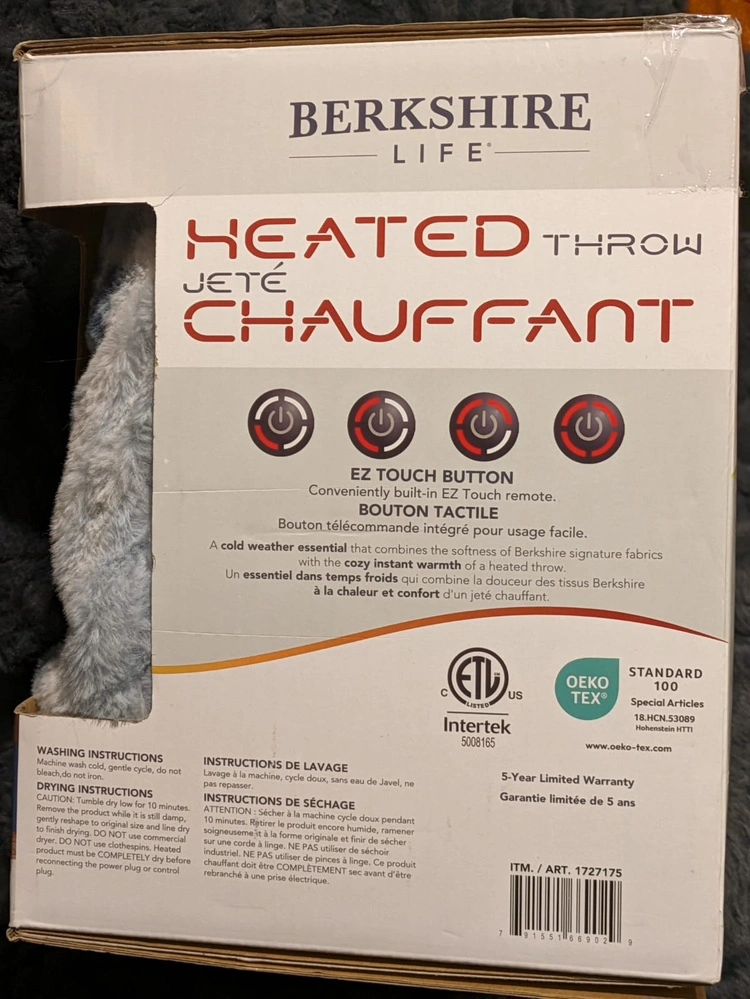 BERKSHIRE
LIFE®
HEATED THROW
JETÉ
CHAUFFANT
EZ TOUCH BUTTON
Conveniently built-in EZ Touch remote.
BOUTON TACTILE
Bouton télécommande intégré pour usage facile.
A cold weather essential that combines the softness of Berkshire signature fabrics
with the cozy instant warmth of a heated throw.
Un essentiel dans temps froids qui combine la douceur des tissus Berkshire
à la chaleur et confort d'un jeté chauffant.
ETL
C US
LISTED
Intertek
5008165
OEKO
TEX®
STANDARD
100
Special Articles
18.HCN.53089
Hohenstein HTTI
www.oeko-tex.com
WASHING INSTRUCTIONS
Machine wash cold, gentle cycle, do not
bleach,do not iron.
DRYING INSTRUCTIONS
CAUTION: Tumble dry low for 10 minutes.
Remove the product while it is still damp,
gently reshape to original size and line dry
to finish drying. DO NOT use commercial
dryer. DO NOT use clothespins. Heated
product must be COMPLETELY dry before
reconnecting the power plug or control
plug.
INSTRUCTIONS DE LAVAGE
Lavage à la machine, cycle doux, sans eau de Javel, ne
pas repasser.
INSTRUCTIONS DE SÉCHAGE
ATTENTION : Sécher à la machine cycle doux pendant
10 minutes. Retirer le produit encore humide, ramener
soigneusement à la forme originale et finir de sécher
sur une corde à linge. NE PAS utiliser de séchoir
industriel. NE PAS utiliser de pinces à linge. Ce produit
chauffant doit être COMPLÈTEMENT sec avant d'être
rebranché à une prise électrique.
5-Year Limited Warranty
Garantie limitée de 5 ans
ITM. / ART. 1727175
7 91551 66902 9